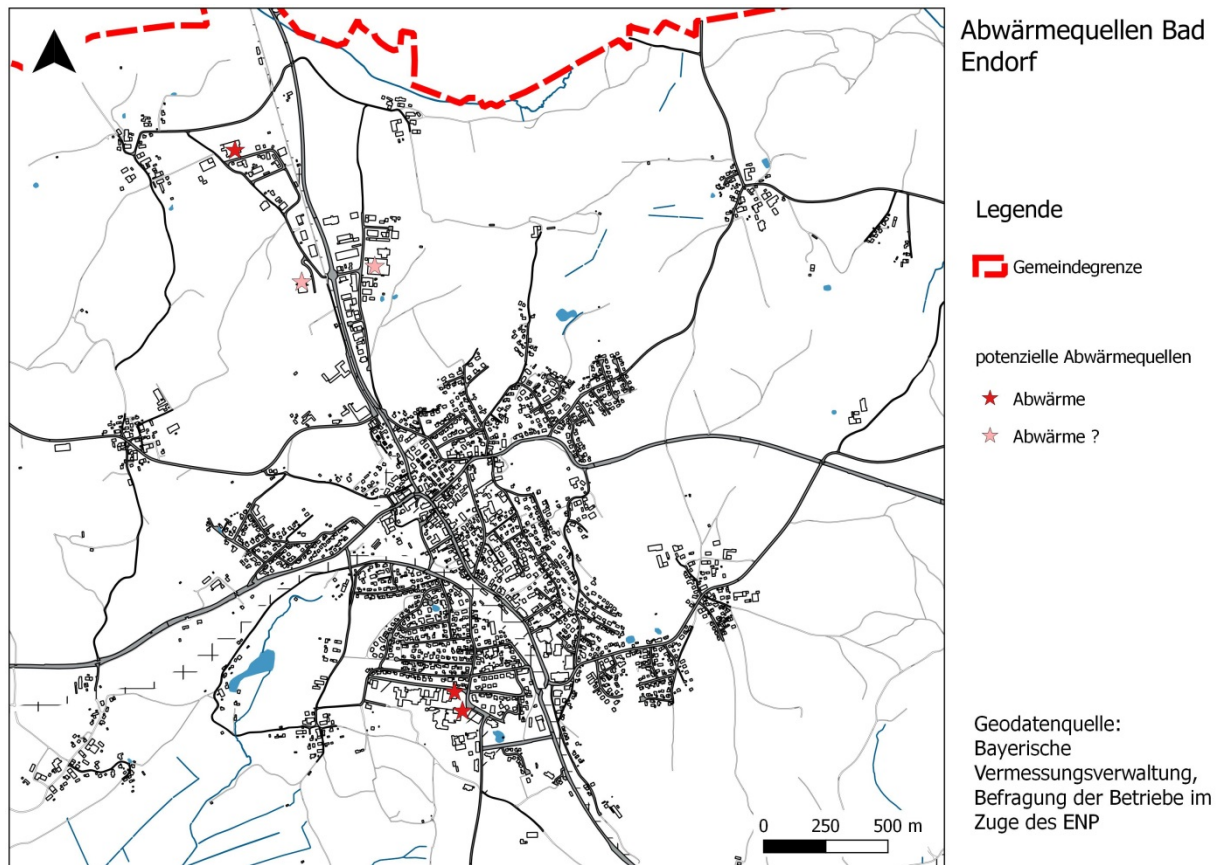 Abwärmequellen Bad
Endorf
Legende
Gemeindegrenze
potenzielle Abwärmequellen
Abwärme
Abwärme ?
Geodatenquelle:
Bayerische
Vermessungsverwaltung,
Befragung der Betriebe im
Zuge des ENP
0 250 500 m